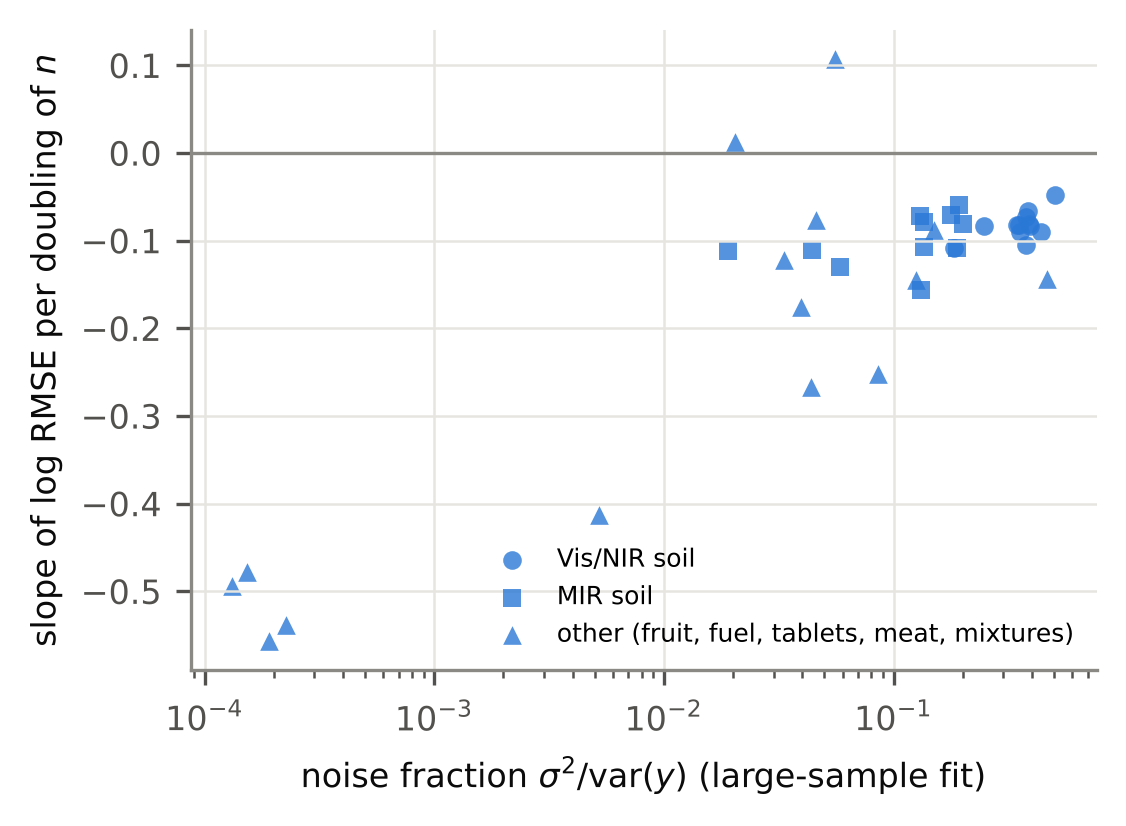 slope of log RMSE per doubling of n
0.1
0.0
−0.1
−0.2
−0.3
−0.4
−0.5
Vis/NIR soil
MIR soil
other (fruit, fuel, tablets, meat, mixtures)
10⁻⁴ 10⁻³ 10⁻² 10⁻¹
noise fraction σ²/var(y) (large-sample fit)